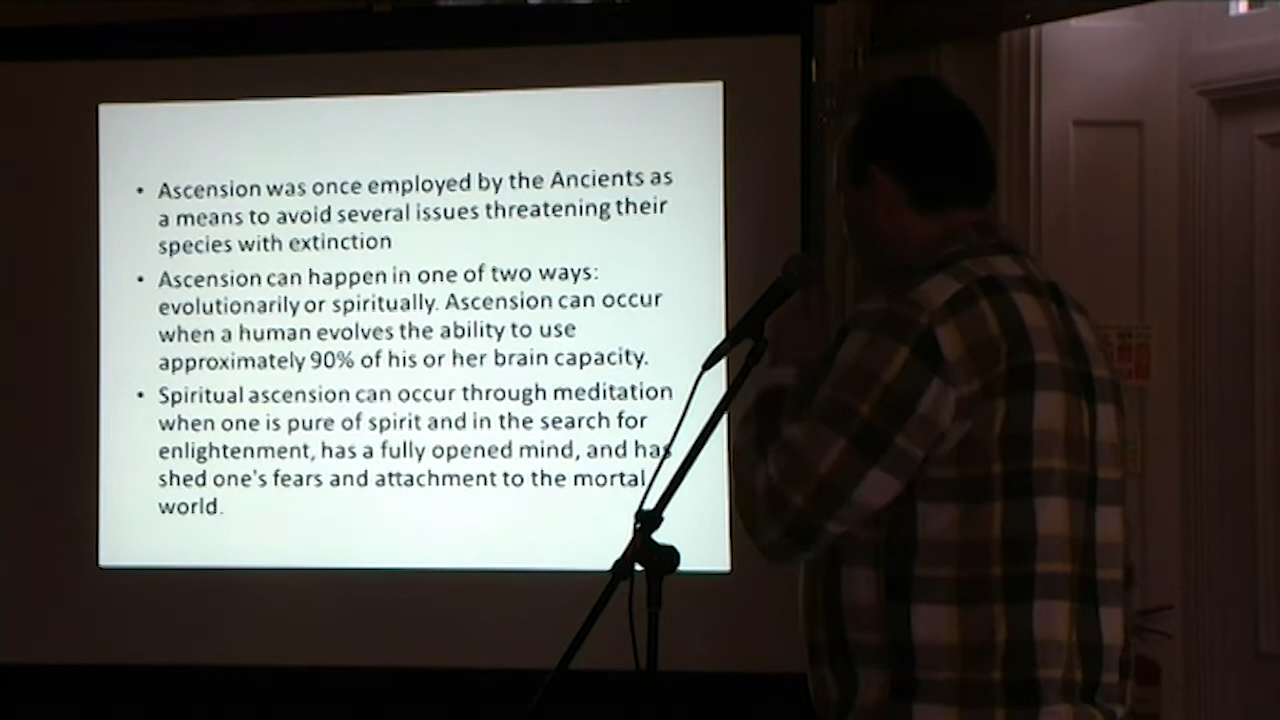 • Ascension was once employed by the Ancients as
a means to avoid several issues threatening their
species with extinction
• Ascension can happen in one of two ways:
evolutionarily or spiritually. Ascension can occur
when a human evolves the ability to use
approximately 90% of his or her brain capacity.
• Spiritual ascension can occur through meditation
when one is pure of spirit and in the search for
enlightenment, has a fully opened mind, and has
shed one's fears and attachment to the mortal
world.